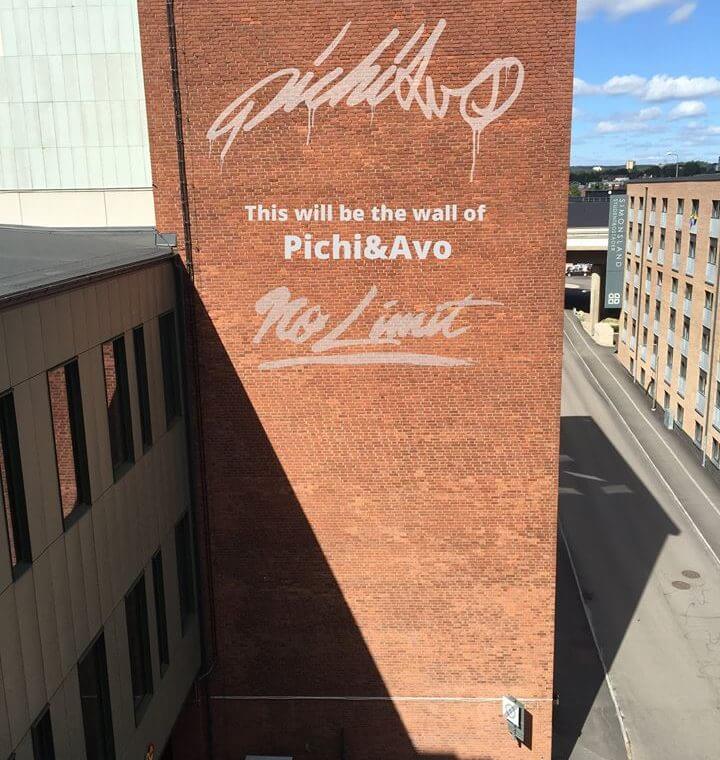 PichiAvo
This will be the wall of
Pichi&Avo
No Limit
SIMONSLAND